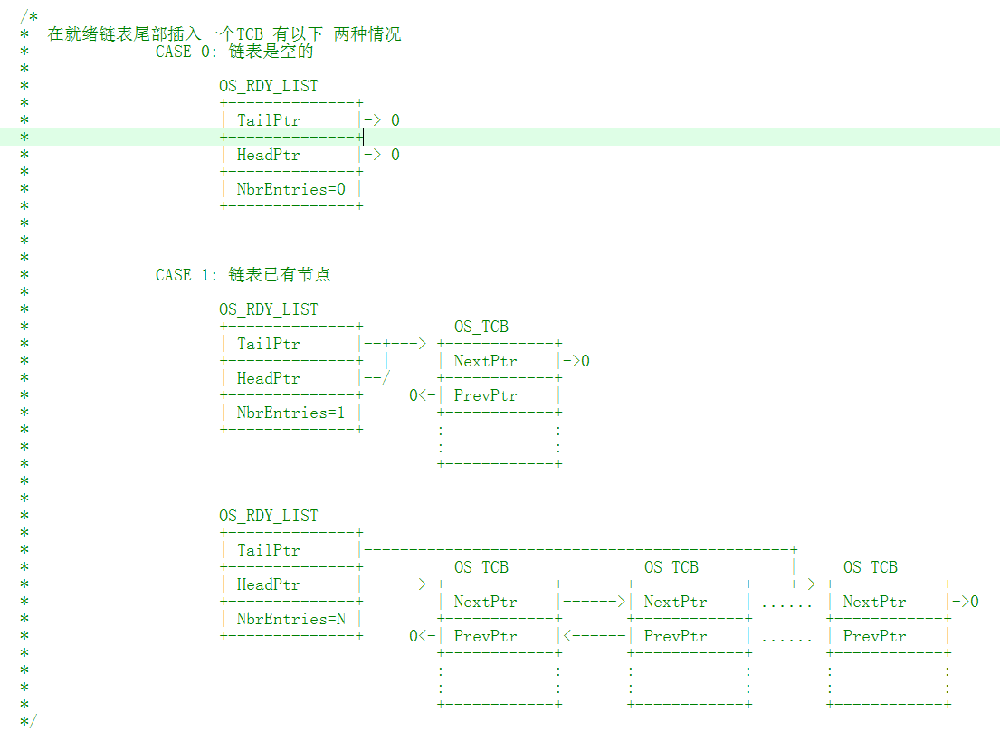 /*
*  在就绪链表尾部插入一个TCB 有以下 两种情况
*              CASE 0: 链表是空的
*
*                     OS_RDY_LIST
*                     +--------------+
*                     | TailPtr      |-> 0
*                     +--------------+
*                     | HeadPtr      |-> 0
*                     +--------------+
*                     | NbrEntries=0 |
*                     +--------------+
*
*
*
*              CASE 1: 链表已有节点
*
*                     OS_RDY_LIST
*                     +--------------+          OS_TCB
*                     | TailPtr      |--+---> +------------+
*                     +--------------+  |     | NextPtr    |->0
*                     | HeadPtr      |--/     +------------+
*                     +--------------+     0<-| PrevPtr    |
*                     | NbrEntries=1 |        +------------+
*                     +--------------+        :            :
*                                             :            :
*                                             +------------+
*
*
*                     OS_RDY_LIST
*                     +--------------+
*                     | TailPtr      |-----------------------------------------------+
*                     +--------------+          OS_TCB               OS_TCB          |     OS_TCB
*                     | HeadPtr      |------> +------------+       +------------+    +-> +------------+
*                     +--------------+        | NextPtr    |------>| NextPtr    | ...... | NextPtr    |->0
*                     | NbrEntries=N |        +------------+       +------------+        +------------+
*                     +--------------+     0<-| PrevPtr    |<------| PrevPtr    | ...... | PrevPtr    |
*                                             +------------+       +------------+        +------------+
*                                             :            :       :            :        :            :
*                                             :            :       :            :        :            :
*                                             +------------+       +------------+        +------------+
*/